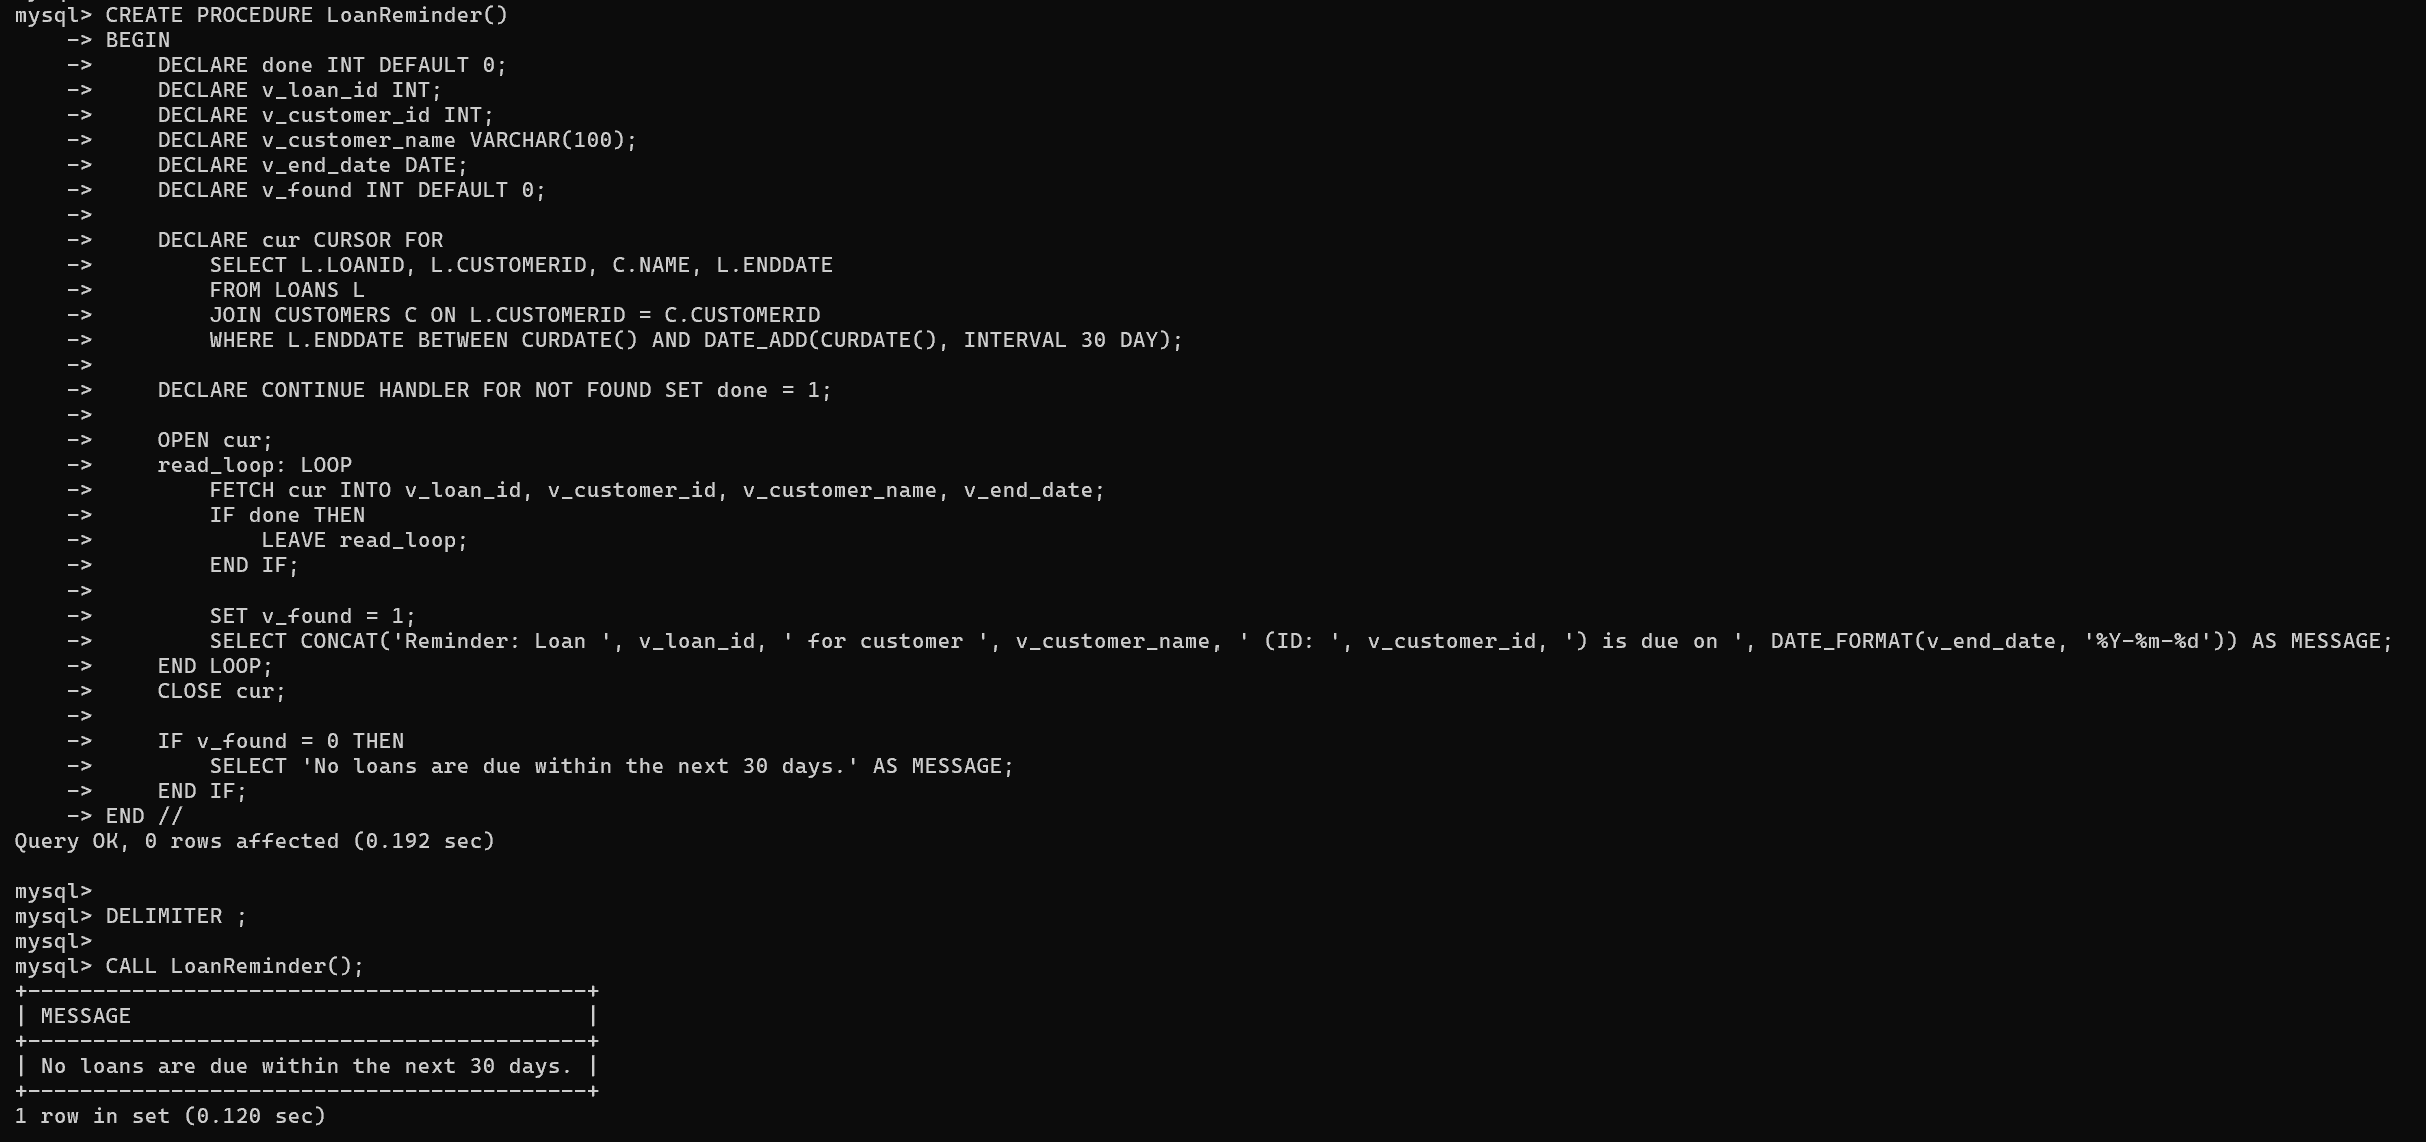 mysql> CREATE PROCEDURE LoanReminder()
    -> BEGIN
    ->     DECLARE done INT DEFAULT 0;
    ->     DECLARE v_loan_id INT;
    ->     DECLARE v_customer_id INT;
    ->     DECLARE v_customer_name VARCHAR(100);
    ->     DECLARE v_end_date DATE;
    ->     DECLARE v_found INT DEFAULT 0;
    ->
    ->     DECLARE cur CURSOR FOR
    ->         SELECT L.LOANID, L.CUSTOMERID, C.NAME, L.ENDDATE
    ->         FROM LOANS L
    ->         JOIN CUSTOMERS C ON L.CUSTOMERID = C.CUSTOMERID
    ->         WHERE L.ENDDATE BETWEEN CURDATE() AND DATE_ADD(CURDATE(), INTERVAL 30 DAY);
    ->
    ->     DECLARE CONTINUE HANDLER FOR NOT FOUND SET done = 1;
    ->
    ->     OPEN cur;
    ->     read_loop: LOOP
    ->         FETCH cur INTO v_loan_id, v_customer_id, v_customer_name, v_end_date;
    ->         IF done THEN
    ->             LEAVE read_loop;
    ->         END IF;
    ->
    ->         SET v_found = 1;
    ->         SELECT CONCAT('Reminder: Loan ', v_loan_id, ' for customer ', v_customer_name, ' (ID: ', v_customer_id, ') is due on ', DATE_FORMAT(v_end_date, '%Y-%m-%d')) AS MESSAGE;
    ->     END LOOP;
    ->     CLOSE cur;
    ->
    ->     IF v_found = 0 THEN
    ->         SELECT 'No loans are due within the next 30 days.' AS MESSAGE;
    ->     END IF;
    -> END //
Query OK, 0 rows affected (0.192 sec)

mysql>
mysql> DELIMITER ;
mysql>
mysql> CALL LoanReminder();
+-------------------------------------------+
| MESSAGE                                   |
+-------------------------------------------+
| No loans are due within the next 30 days. |
+-------------------------------------------+
1 row in set (0.120 sec)